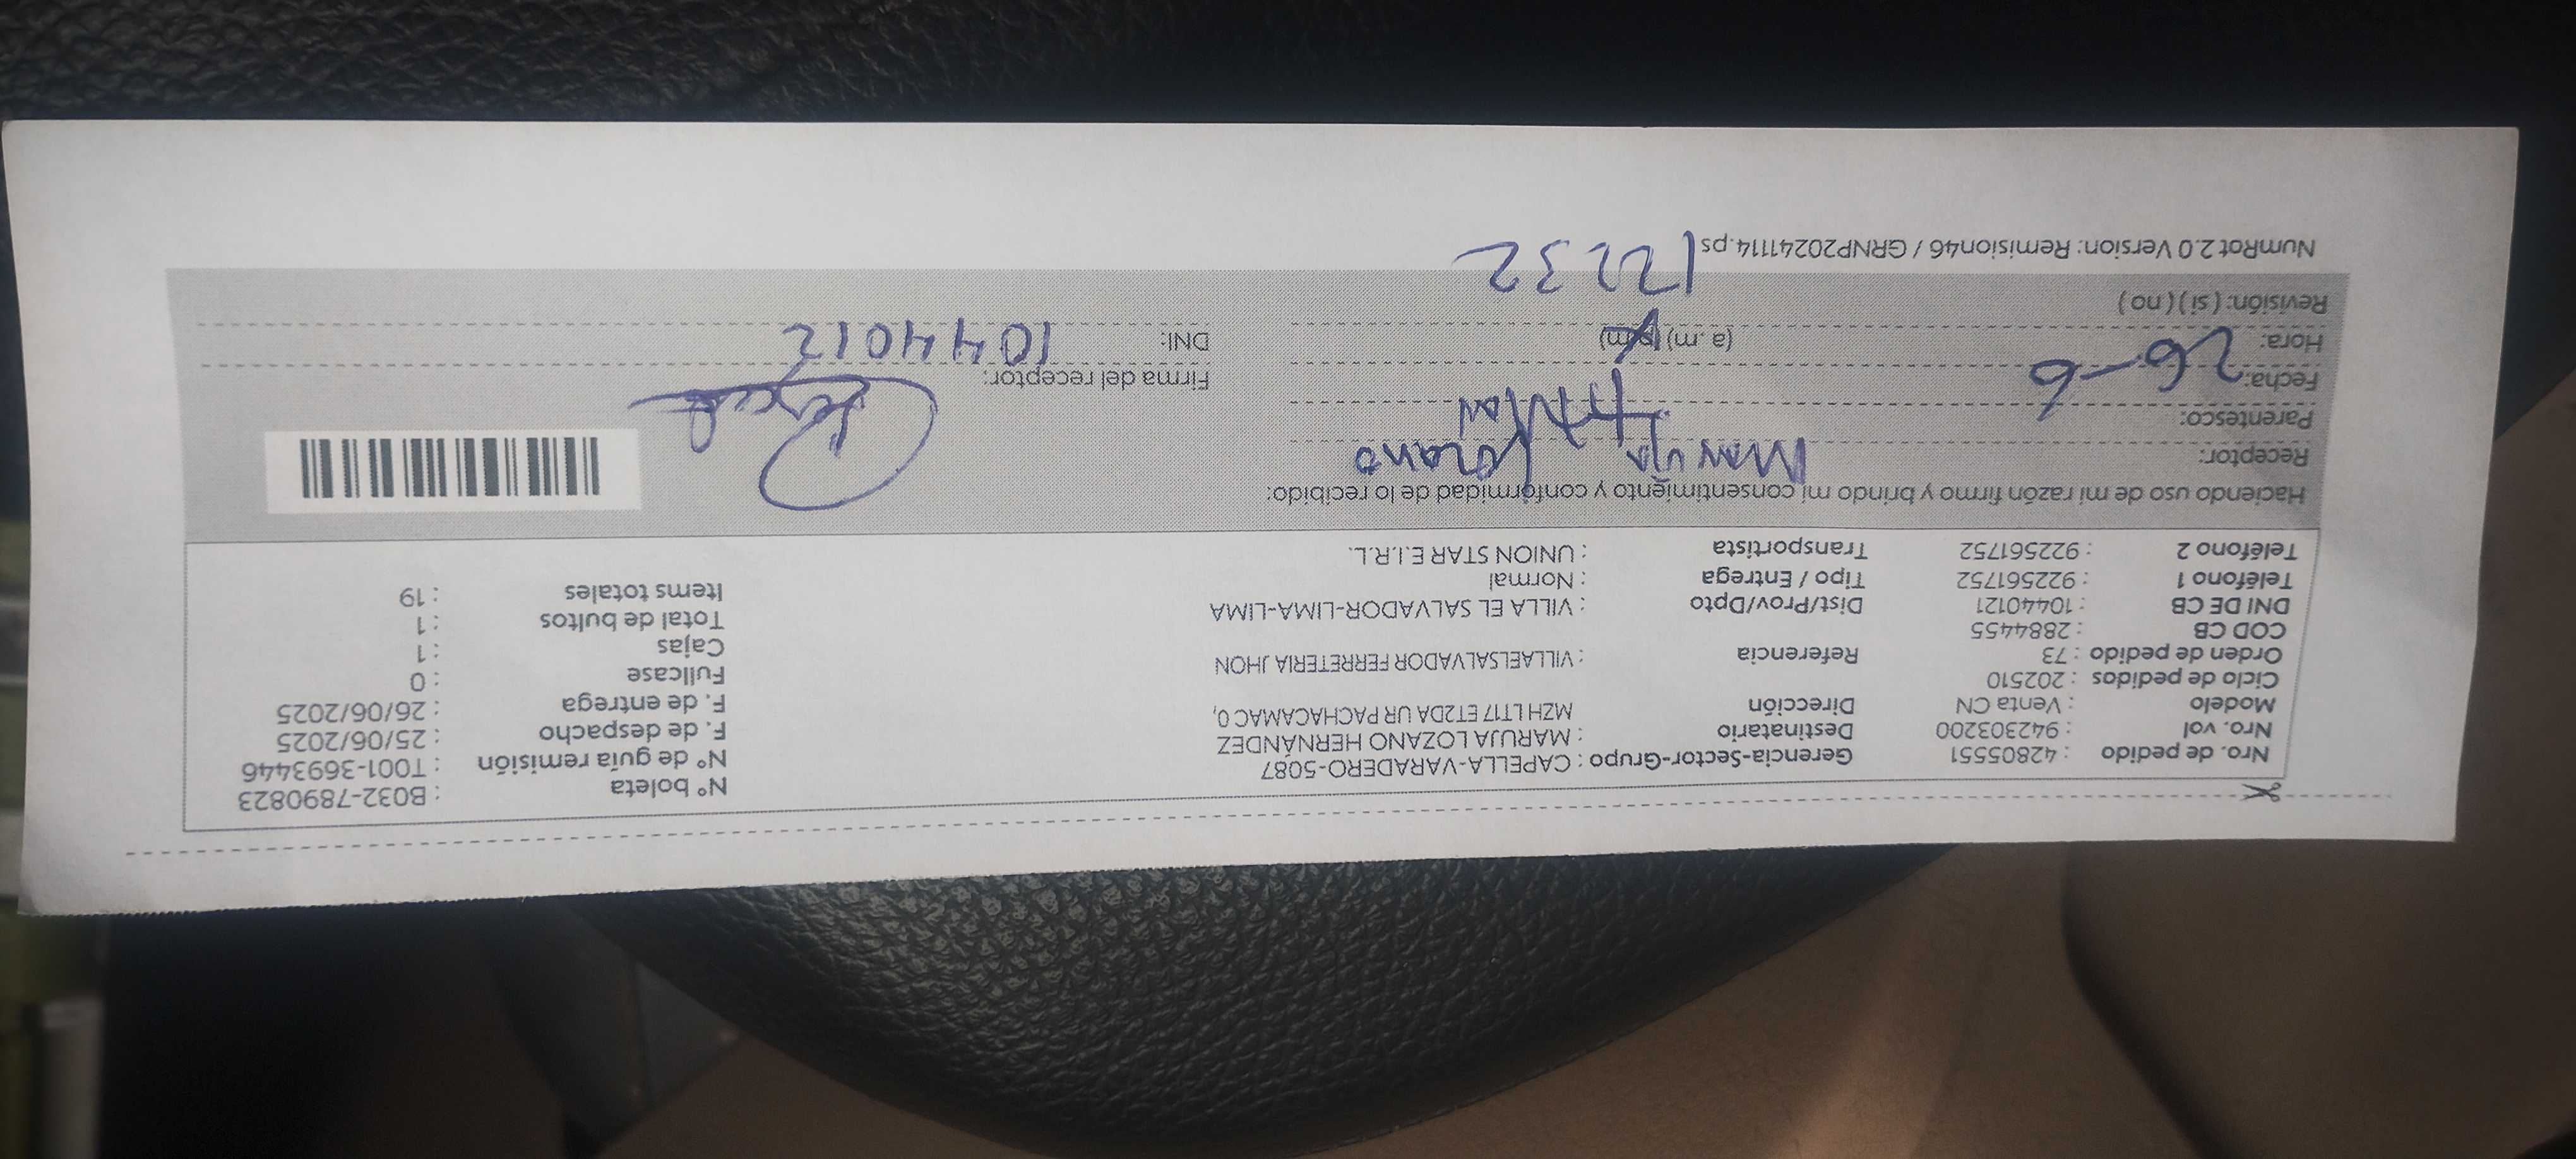 Nro. de pedido : 42805551 Gerencia-Sector-Grupo : CAPELLA-VARADERO-5087 N° boleta : B032-7890823
Nro. vol : 942303200 Destinatario : MARUJA LOZANO HERNANDEZ N° de guía remisión : T001-3693446
Modelo : Venta CN Dirección MZH LT17 ET2DA UR PACHACAMAC 0, F. de despacho : 25/06/2025
Ciclo de pedidos : 202510 F. de entrega : 26/06/2025
Orden de pedido : 73 Referencia : VILLAELSALVADOR FERRETERIA JHON Fullcase : 0
COD CB : 2884455 Cajas : 1
DNI DE CB : 10440121 Dist/Prov/Dpto : VILLA EL SALVADOR-LIMA-LIMA Total de bultos : 1
Teléfono 1 : 922561752 Tipo / Entrega : Normal Items totales : 19
Teléfono 2 : 922561752 Transportista : UNION STAR E.I.R.L.
Haciendo uso de mi razón firmo y brindo mi consentimiento y conformidad de lo recibido:
Receptor: Maruja Lozano
Parentesco:
Fecha: 26-6 Firma del receptor:
Hora: (a.m.) (p.m) DNI: 1044012
Revisión: ( si ) ( no ) 12232
NumRot 2.0 Version: Remision46 / GRNP20241114.ps